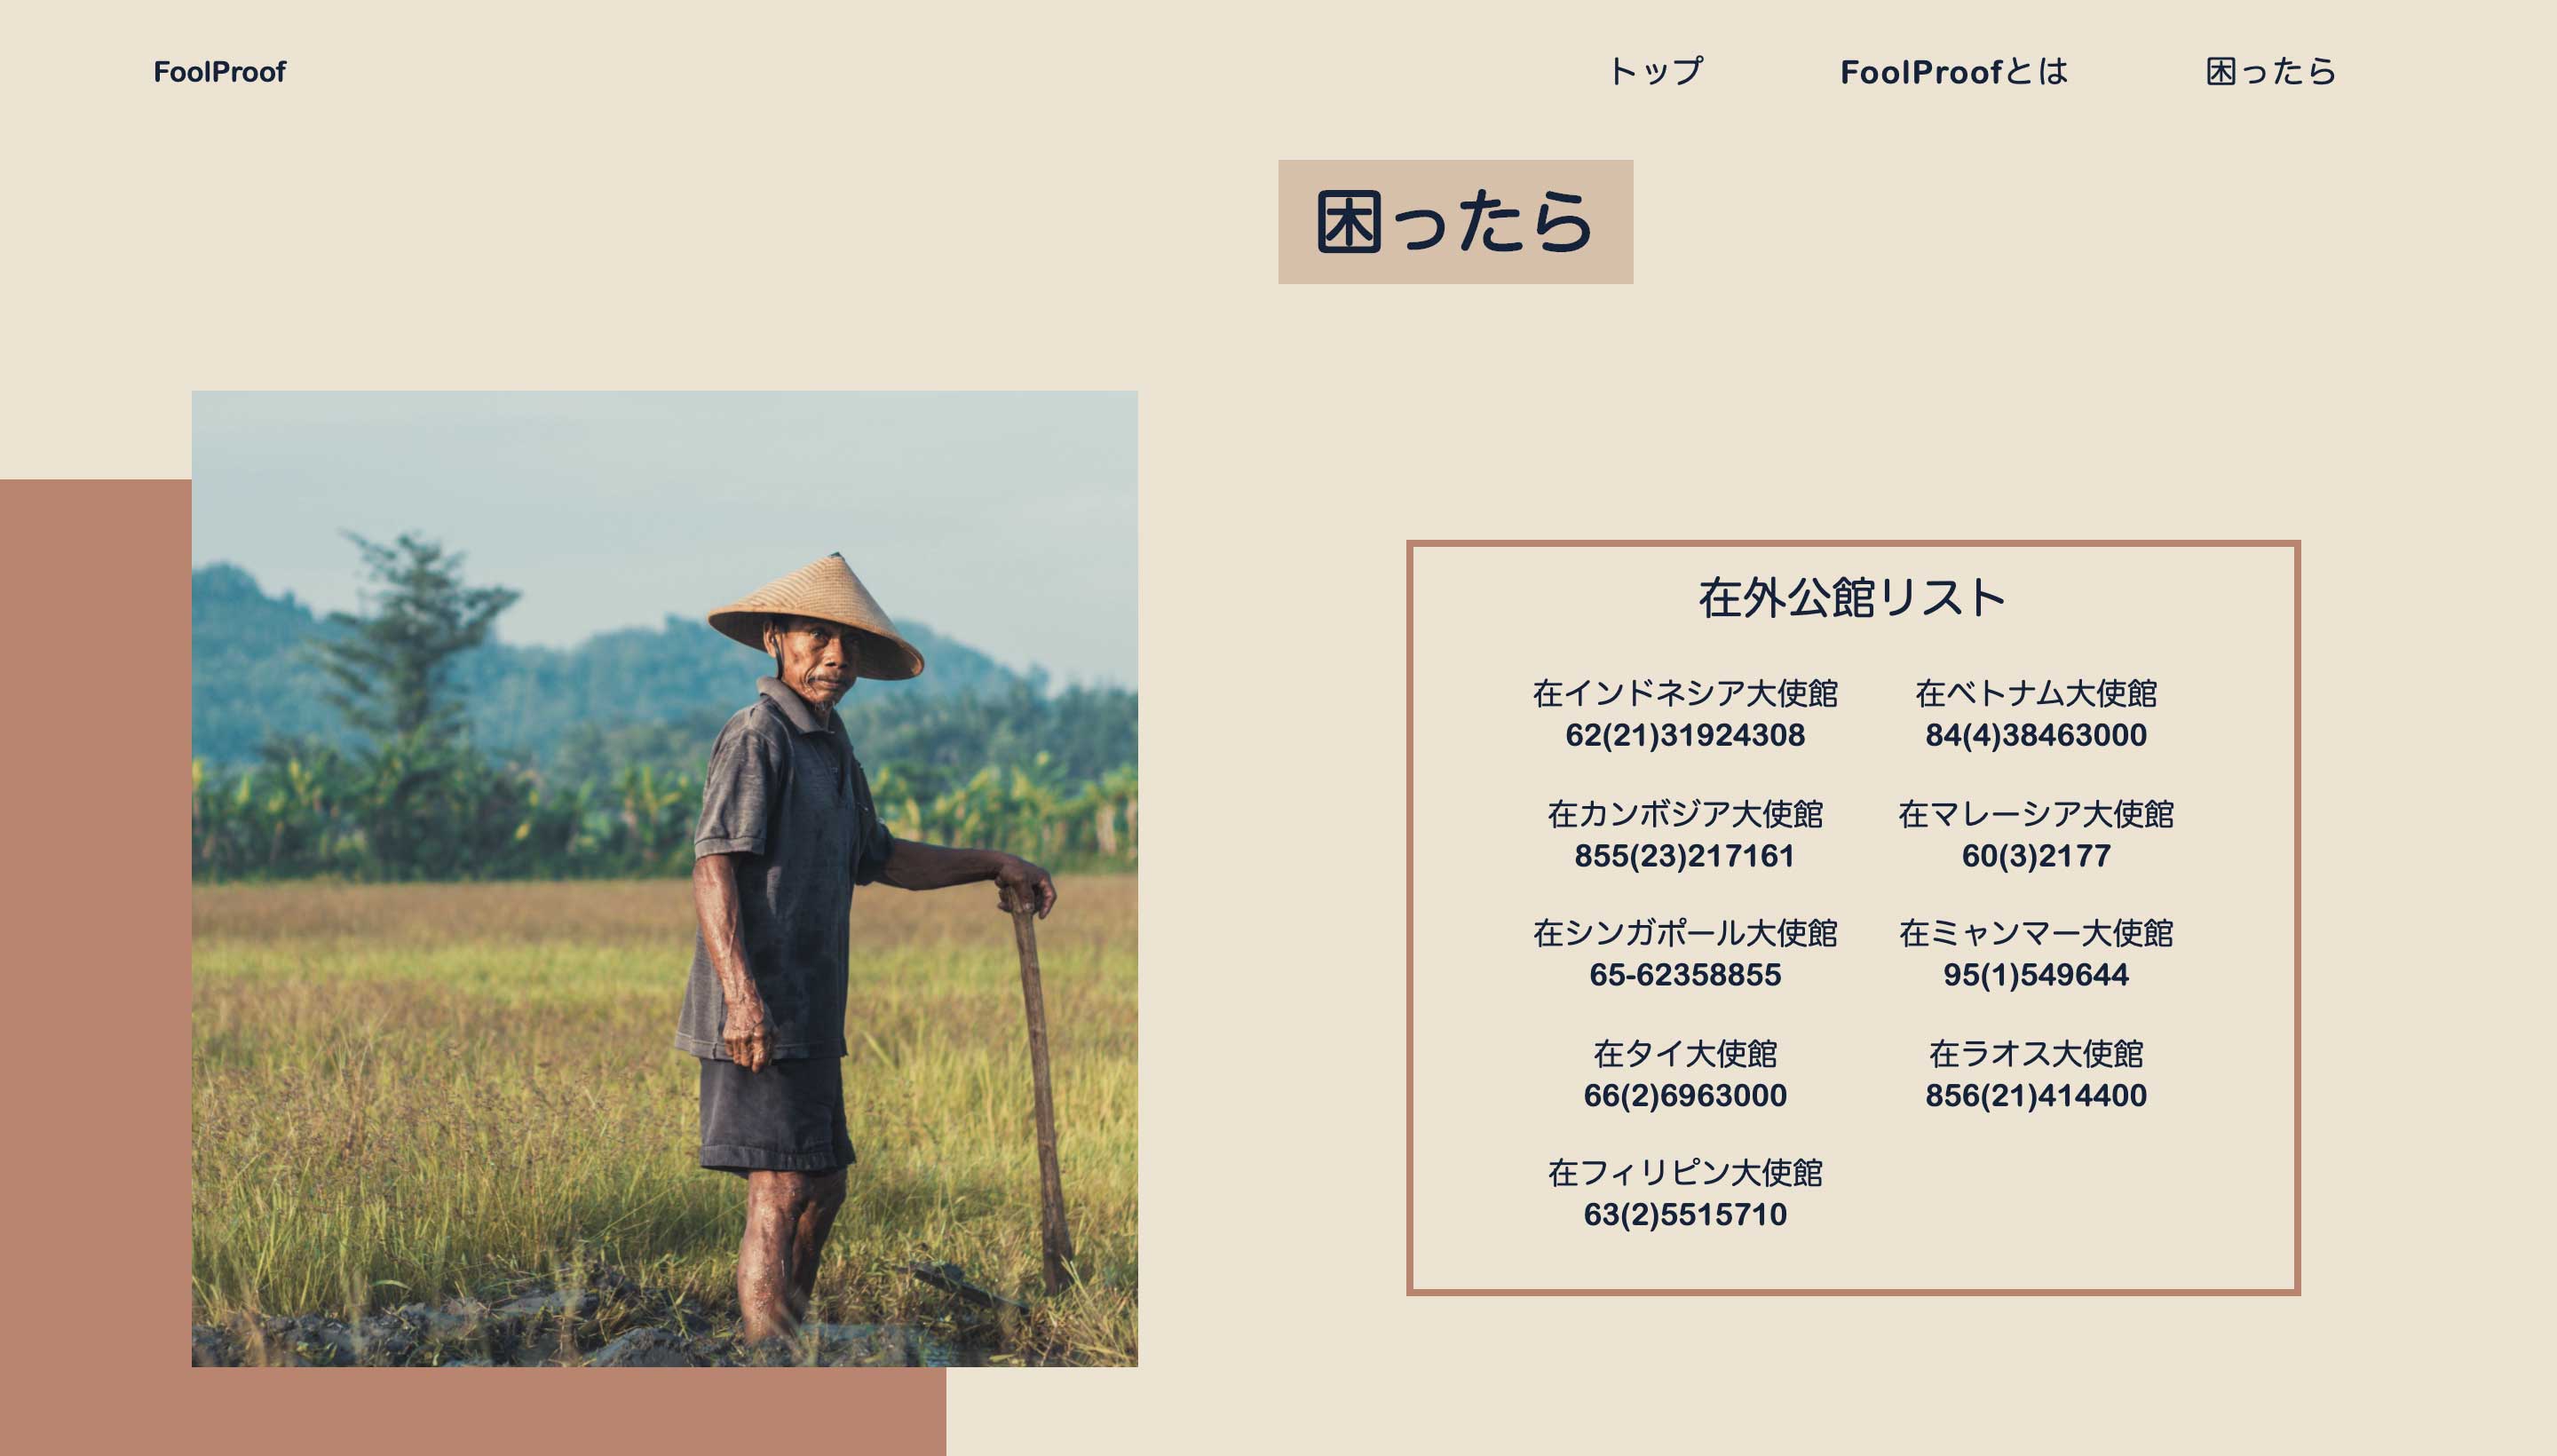 FoolProof
トップ
FoolProofとは
困ったら
困ったら
在外公館リスト
在インドネシア大使館
62(21)31924308
在ベトナム大使館
84(4)38463000
在カンボジア大使館
855(23)217161
在マレーシア大使館
60(3)2177
在シンガポール大使館
65-62358855
在ミャンマー大使館
95(1)549644
在タイ大使館
66(2)6963000
在ラオス大使館
856(21)414400
在フィリピン大使館
63(2)5515710